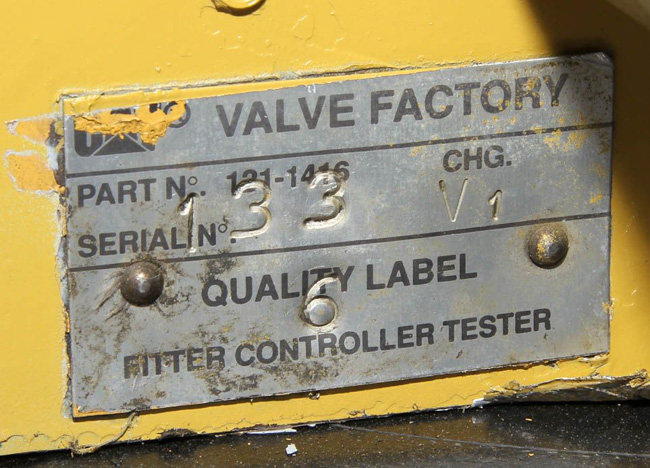 VALVE FACTORY
PART Nº. 121-1416 CHG.
SERIAL Nº. 133 V1
QUALITY LABEL
6
FITTER CONTROLLER TESTER